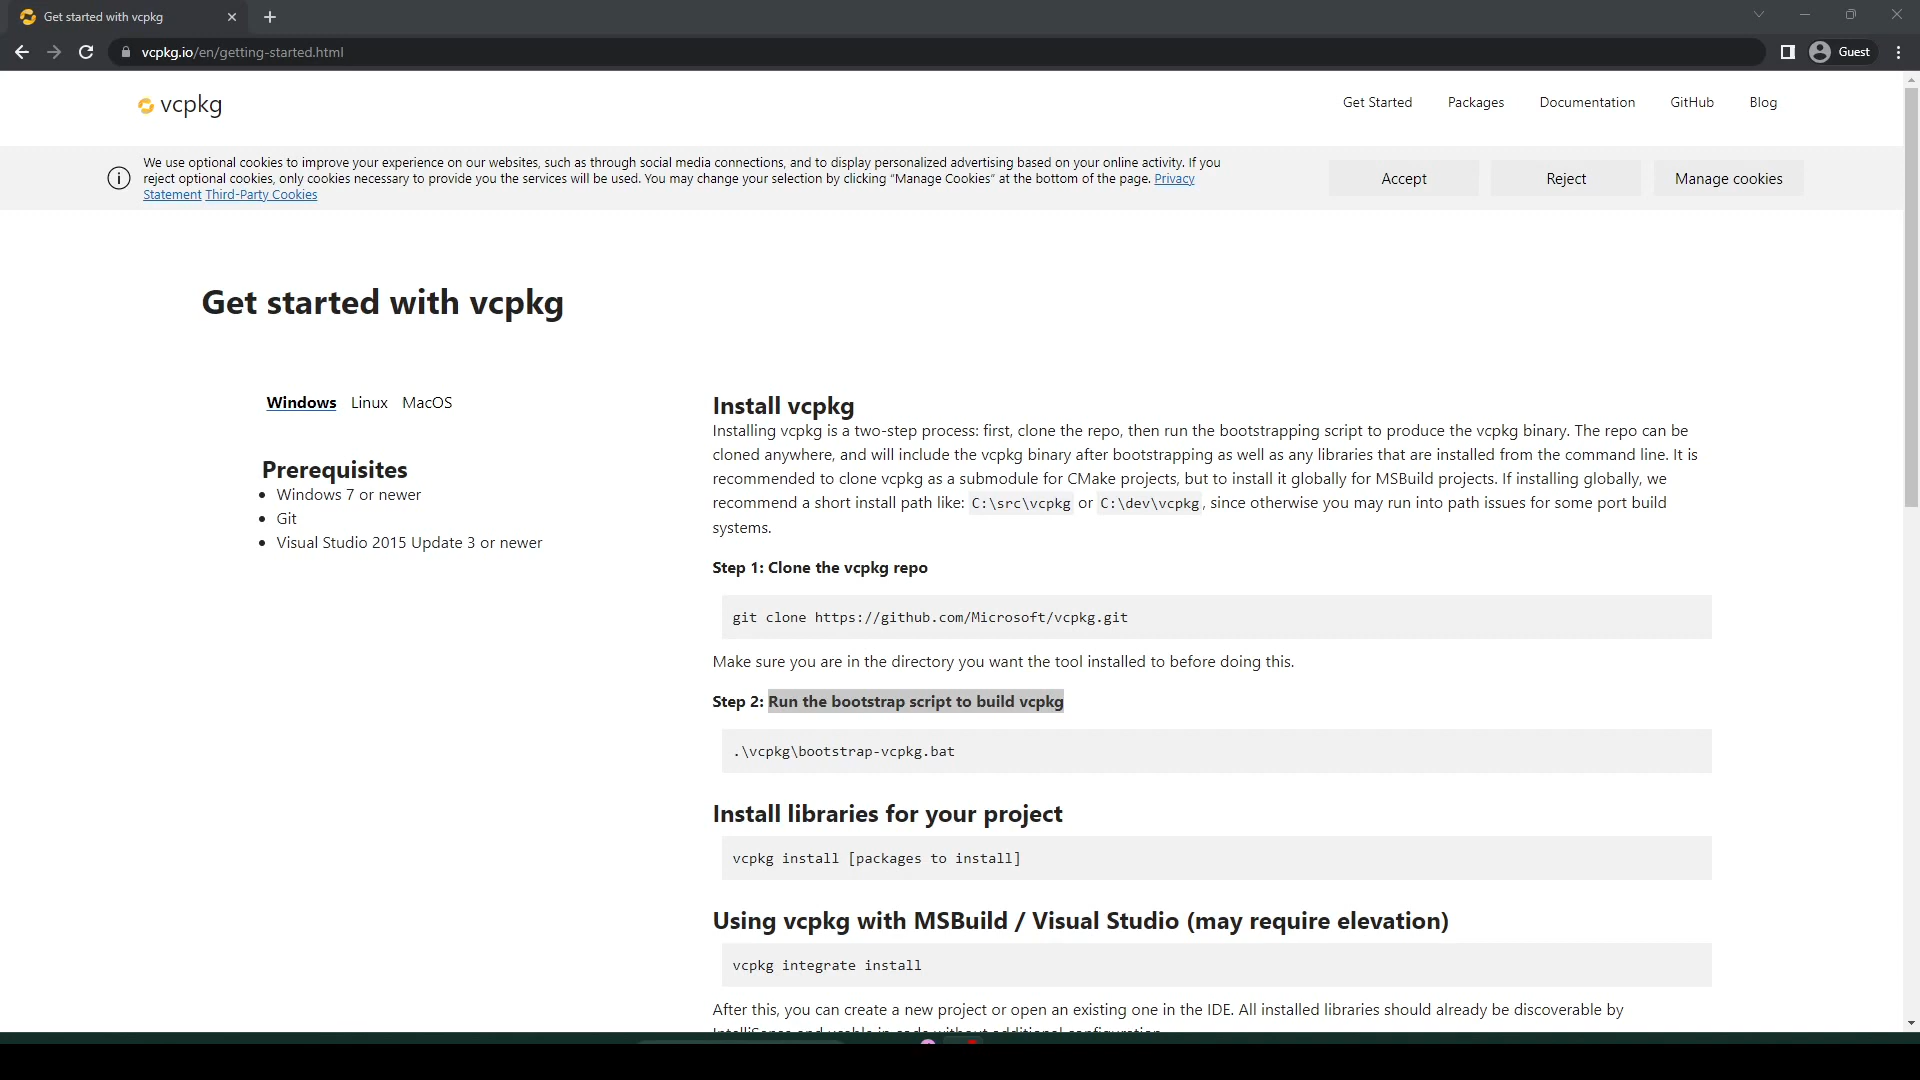 Get started with vcpkg
vcpkg.io/en/getting-started.html
Guest
vcpkg
Get Started
Packages
Documentation
GitHub
Blog
We use optional cookies to improve your experience on our websites, such as through social media connections, and to display personalized advertising based on your online activity. If you
reject optional cookies, only cookies necessary to provide you the services will be used. You may change your selection by clicking “Manage Cookies” at the bottom of the page. Privacy
Statement Third-Party Cookies
Accept
Reject
Manage cookies
Get started with vcpkg
Windows Linux MacOS
Prerequisites
Windows 7 or newer
Git
Visual Studio 2015 Update 3 or newer
Install vcpkg
Installing vcpkg is a two-step process: first, clone the repo, then run the bootstrapping script to produce the vcpkg binary. The repo can be
cloned anywhere, and will include the vcpkg binary after bootstrapping as well as any libraries that are installed from the command line. It is
recommended to clone vcpkg as a submodule for CMake projects, but to install it globally for MSBuild projects. If installing globally, we
recommend a short install path like: C:\src\vcpkg or C:\dev\vcpkg, since otherwise you may run into path issues for some port build
systems.
Step 1: Clone the vcpkg repo
git clone https://github.com/Microsoft/vcpkg.git
Make sure you are in the directory you want the tool installed to before doing this.
Step 2: Run the bootstrap script to build vcpkg
.\vcpkg\bootstrap-vcpkg.bat
Install libraries for your project
vcpkg install [packages to install]
Using vcpkg with MSBuild / Visual Studio (may require elevation)
vcpkg integrate install
After this, you can create a new project or open an existing one in the IDE. All installed libraries should already be discoverable by